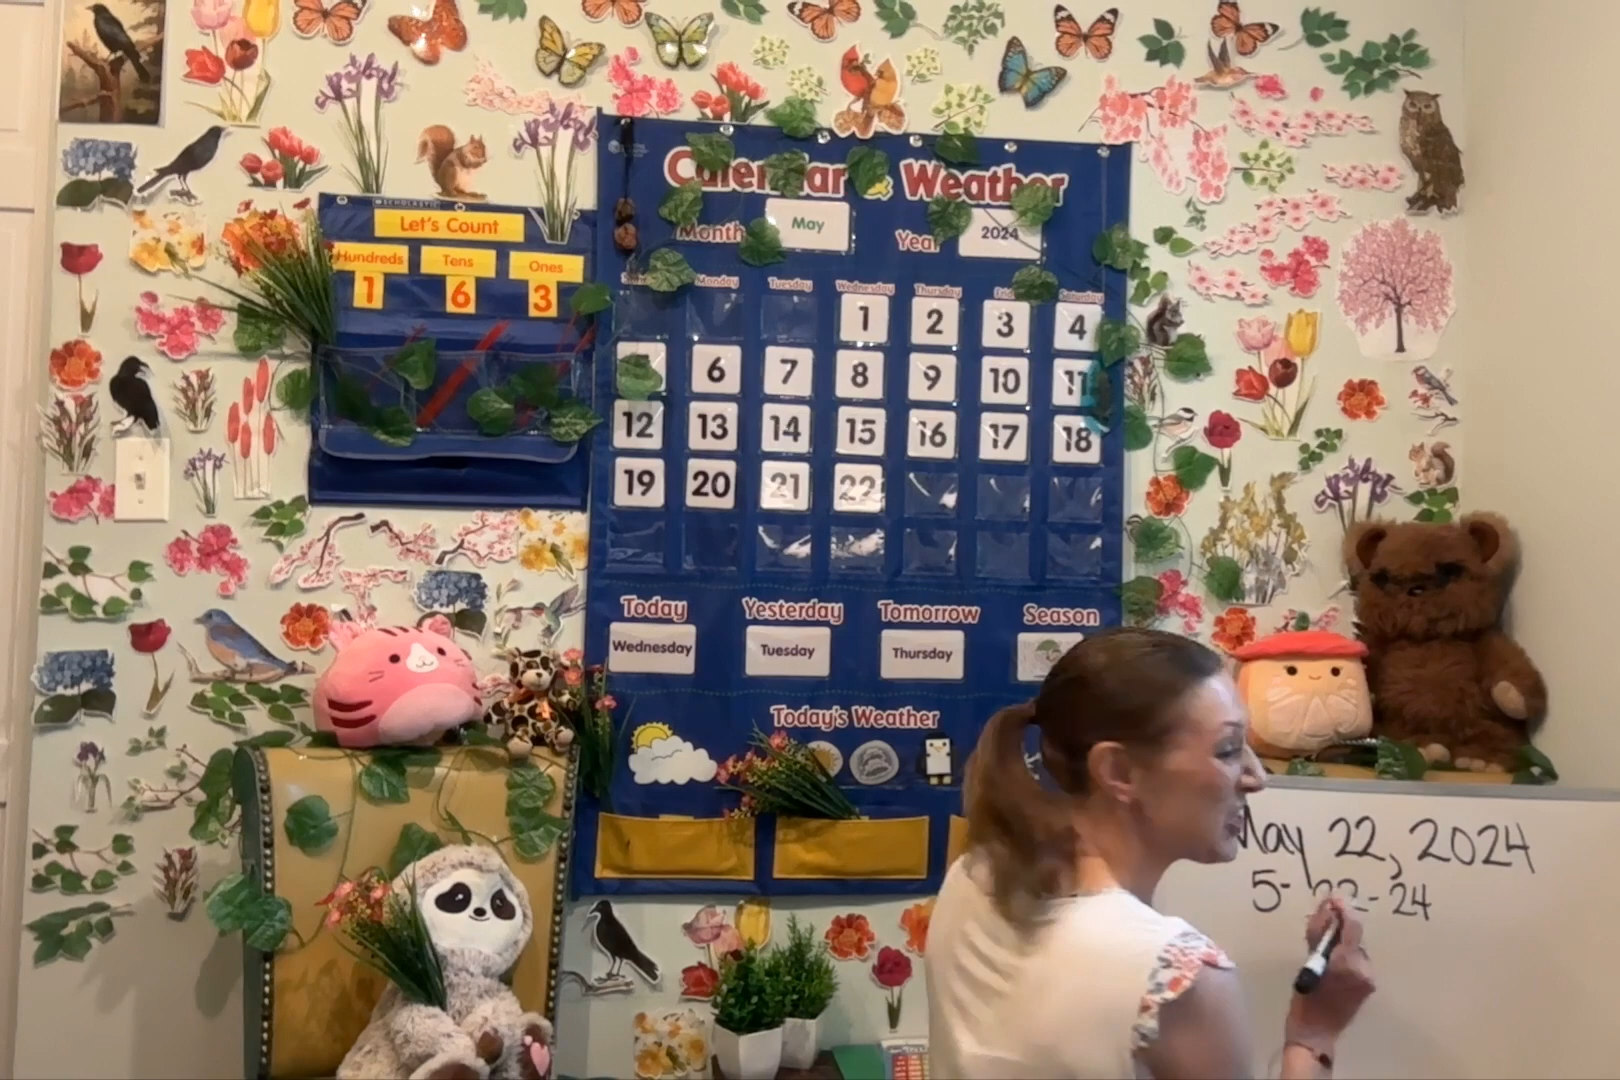 Calendar & Weather
SCHOLASTIC
Let's Count
Month May Year 2024
Hundreds Tens Ones
1 6 3
Monday Tuesday Wednesday Thursday Saturday
1 2 3 4
6 7 8 9 10 11
12 13 14 15 16 17 18
19 20 21 22
Today Yesterday Tomorrow Season
Wednesday Tuesday Thursday
Today's Weather
May 22, 2024
5-22-24